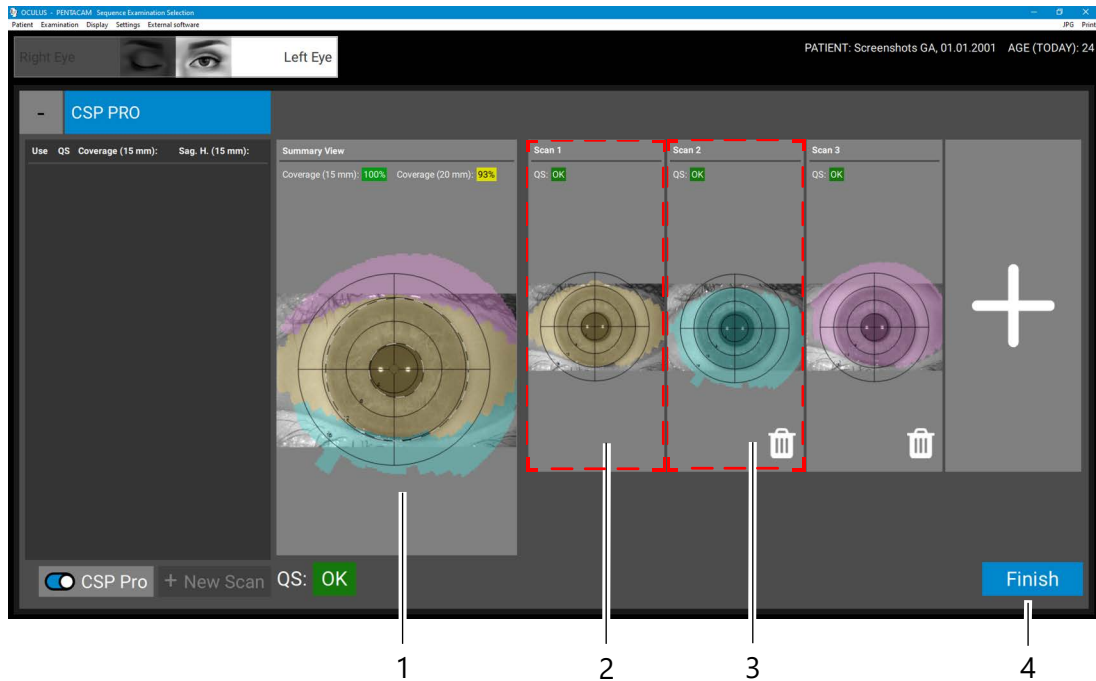 OCULUS - PENTACAM Sequence Examination Selection
Patient Examination Display Settings External software JPG Print
Right Eye Left Eye PATIENT: Screenshots GA, 01.01.2001 AGE (TODAY): 24
- CSP PRO
Use QS Coverage (15 mm): Sag. H. (15 mm): Summary View Scan 1 Scan 2 Scan 3
Coverage (15 mm): 100% Coverage (20 mm): 93% QS: OK QS: OK QS: OK
CSP Pro + New Scan QS: OK Finish
1 2 3 4